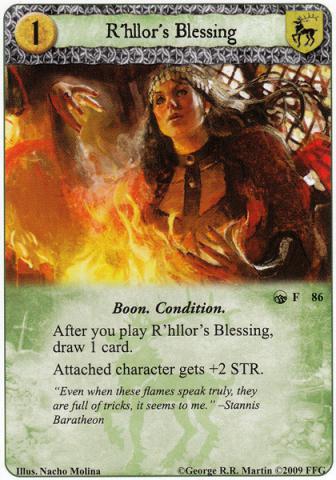 1
R'hllor's Blessing
F 86
Boon. Condition.
After you play R'hllor's Blessing,
draw 1 card.
Attached character gets +2 STR.
"Even when these flames speak truly, they
are full of tricks, it seems to me." –Stannis
Baratheon
Illus. Nacho Molina
©George R.R. Martin ©2009 FFG